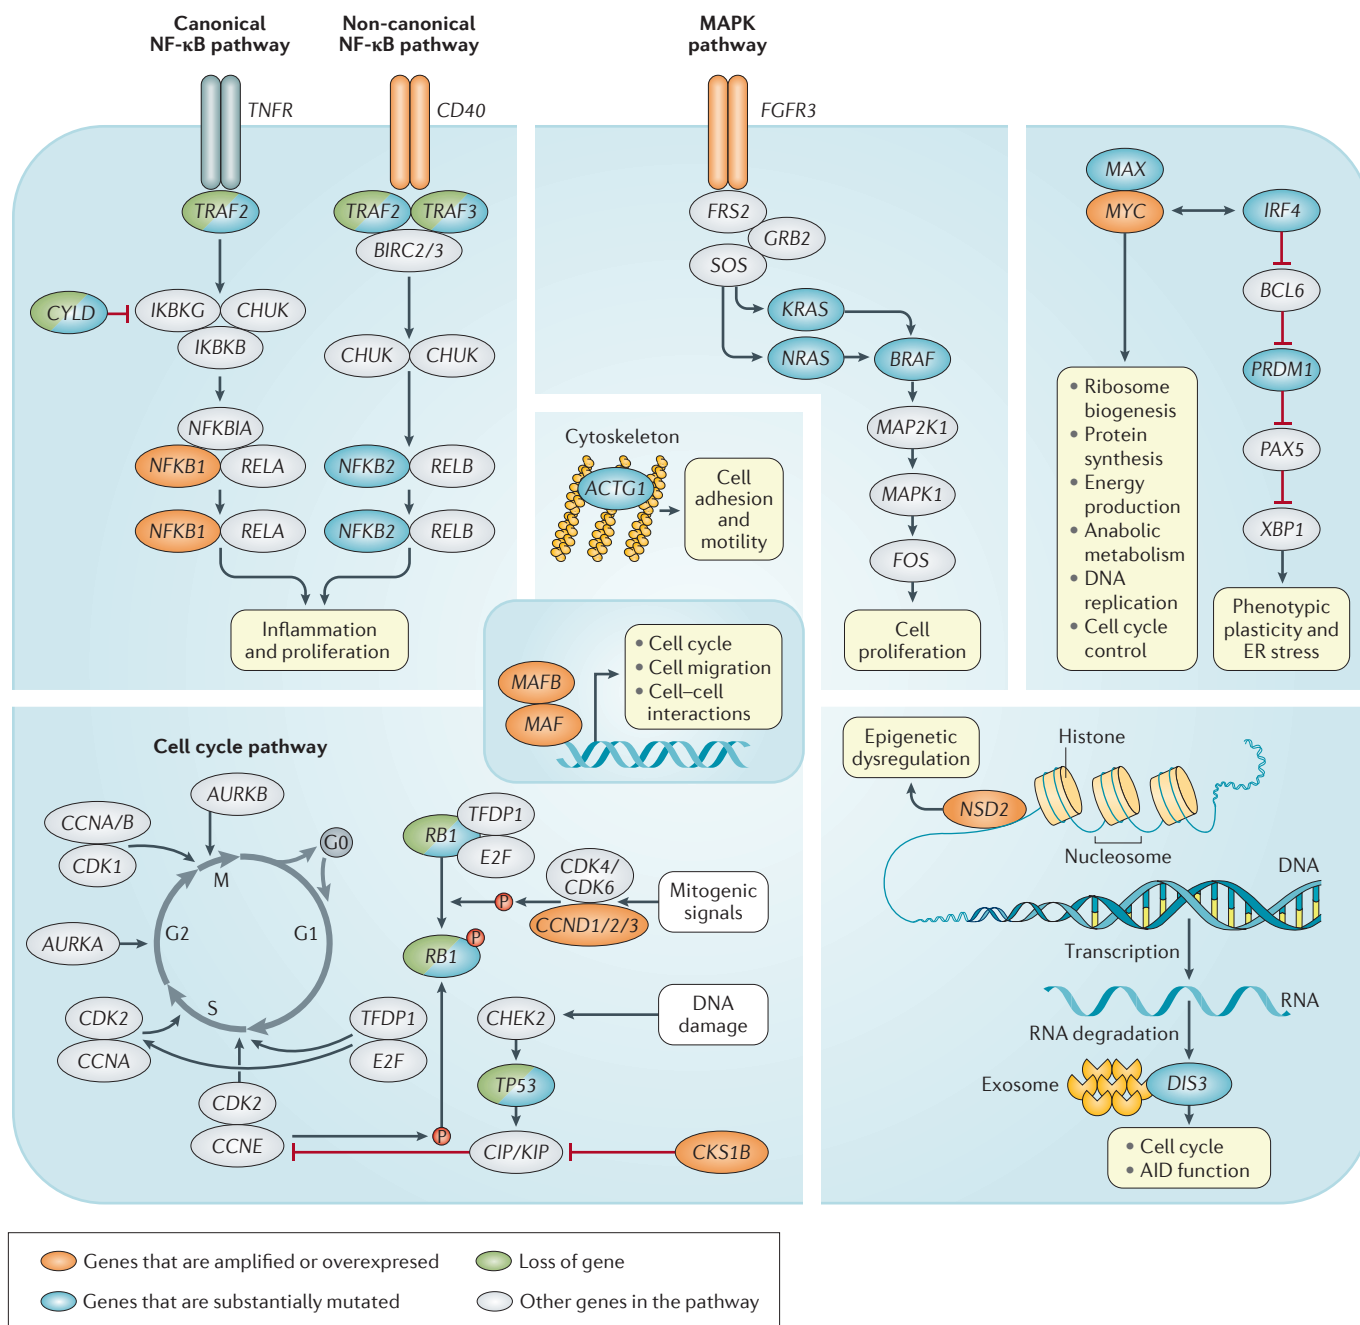 Canonical
NF-κB pathway
Non-canonical
NF-κB pathway
MAPK
pathway
TNFR
CD40
FGFR3
TRAF2
TRAF2
TRAF3
BIRC2/3
CYLD
IKBKG
CHUK
IKBKB
CHUK
CHUK
NFKBIA
NFKB1
RELA
NFKB2
RELB
NFKB1
RELA
NFKB2
RELB
Inflammation
and proliferation
FRS2
GRB2
SOS
KRAS
NRAS
BRAF
MAP2K1
MAPK1
FOS
Cell
proliferation
Cytoskeleton
ACTG1
Cell
adhesion
and
motility
MAFB
MAF
• Cell cycle
• Cell migration
• Cell–cell
interactions
MAX
MYC
IRF4
BCL6
PRDM1
PAX5
XBP1
• Ribosome
biogenesis
• Protein
synthesis
• Energy
production
• Anabolic
metabolism
• DNA
replication
• Cell cycle
control
Phenotypic
plasticity and
ER stress
Cell cycle pathway
AURKB
CCNA/B
CDK1
G0
M
G2
G1
S
AURKA
CDK2
CCNA
TFDP1
E2F
CDK2
CCNE
P
RB1
TFDP1
E2F
CDK4/
CDK6
CCND1/2/3
P
Mitogenic
signals
RB1
P
CHEK2
DNA
damage
TP53
CIP/KIP
CKS1B
Epigenetic
dysregulation
Histone
NSD2
Nucleosome
DNA
Transcription
RNA
RNA degradation
Exosome
DIS3
• Cell cycle
• AID function
Genes that are amplified or overexpresed
Loss of gene
Genes that are substantially mutated
Other genes in the pathway